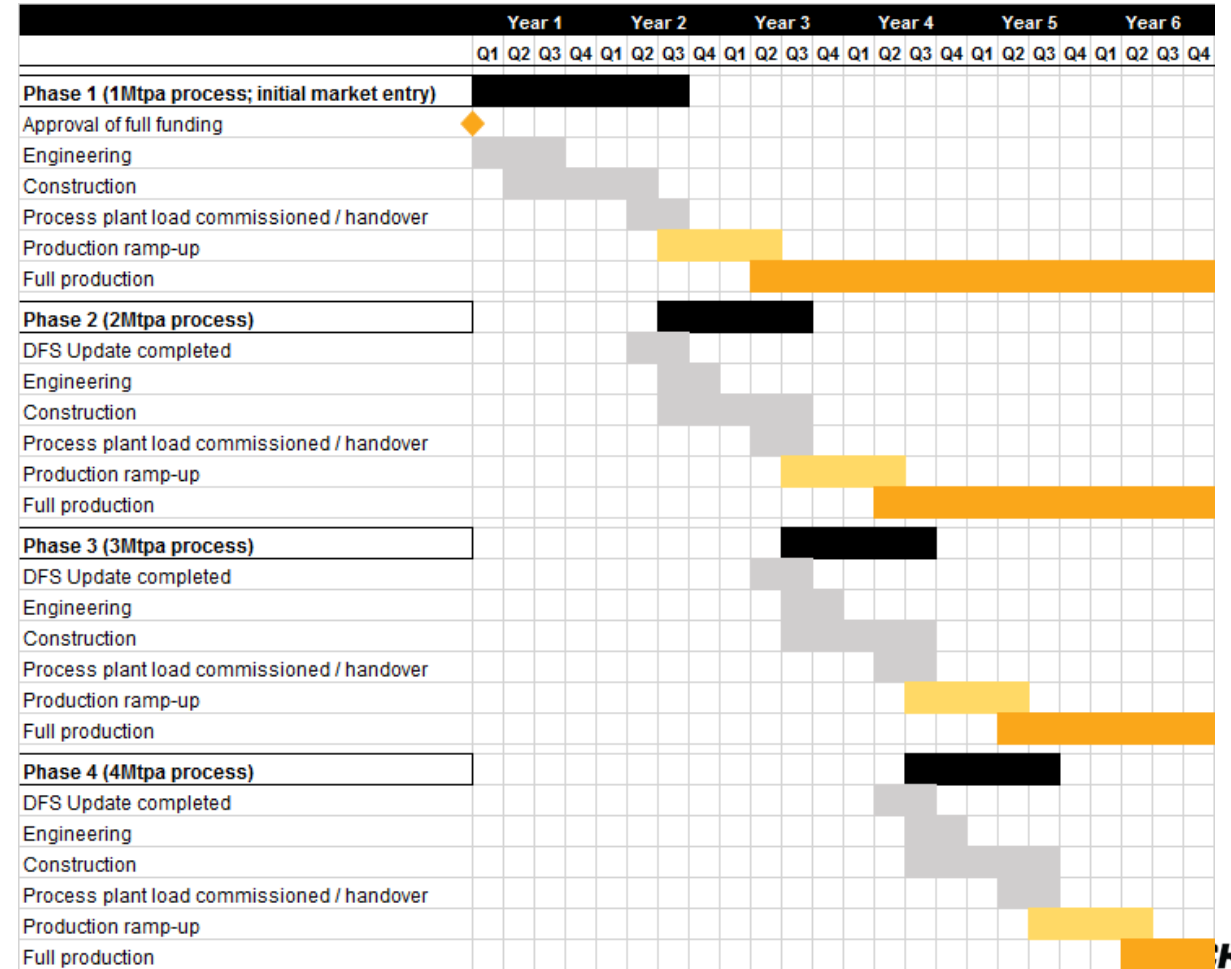 Year 1 Year 2 Year 3 Year 4 Year 5 Year 6
Q1 Q2 Q3 Q4 Q1 Q2 Q3 Q4 Q1 Q2 Q3 Q4 Q1 Q2 Q3 Q4 Q1 Q2 Q3 Q4 Q1 Q2 Q3 Q4
Phase 1 (1Mtpa process; initial market entry)
Approval of full funding
Engineering
Construction
Process plant load commissioned / handover
Production ramp-up
Full production
Phase 2 (2Mtpa process)
DFS Update completed
Engineering
Construction
Process plant load commissioned / handover
Production ramp-up
Full production
Phase 3 (3Mtpa process)
DFS Update completed
Engineering
Construction
Process plant load commissioned / handover
Production ramp-up
Full production
Phase 4 (4Mtpa process)
DFS Update completed
Engineering
Construction
Process plant load commissioned / handover
Production ramp-up
Full production